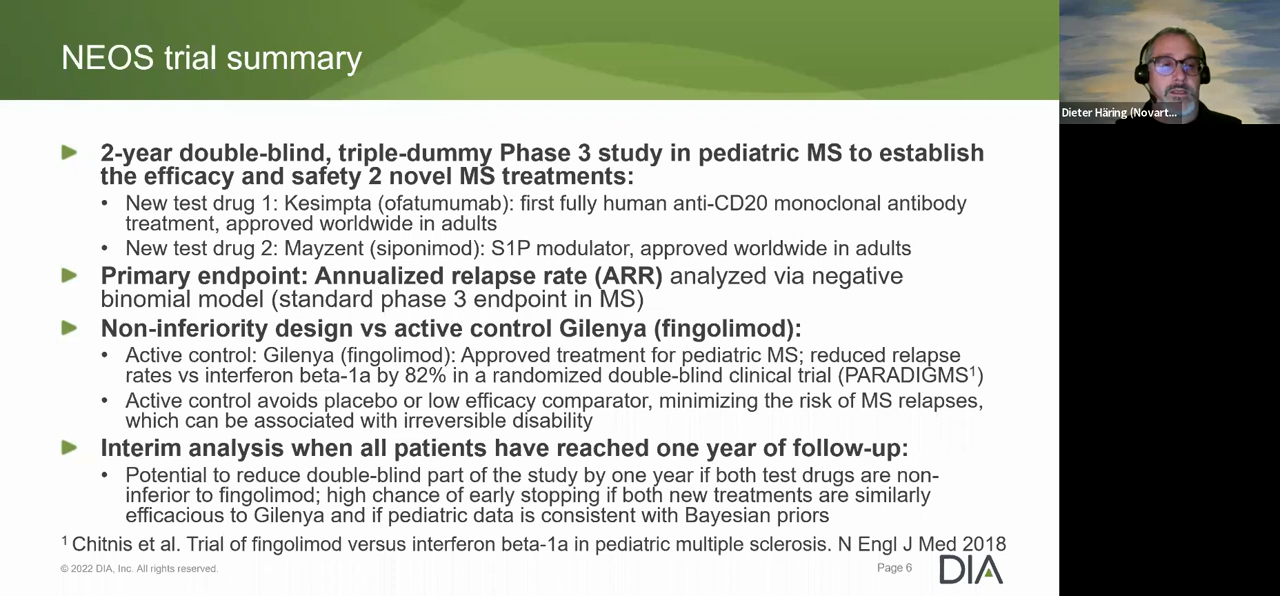 NEOS trial summary
2-year double-blind, triple-dummy Phase 3 study in pediatric MS to establish
the efficacy and safety 2 novel MS treatments:
• New test drug 1: Kesimpta (ofatumumab): first fully human anti-CD20 monoclonal antibody
treatment, approved worldwide in adults
• New test drug 2: Mayzent (siponimod): S1P modulator, approved worldwide in adults
Primary endpoint: Annualized relapse rate (ARR) analyzed via negative
binomial model (standard phase 3 endpoint in MS)
Non-inferiority design vs active control Gilenya (fingolimod):
• Active control: Gilenya (fingolimod): Approved treatment for pediatric MS; reduced relapse
rates vs interferon beta-1a by 82% in a randomized double-blind clinical trial (PARADIGMS¹)
• Active control avoids placebo or low efficacy comparator, minimizing the risk of MS relapses,
which can be associated with irreversible disability
Interim analysis when all patients have reached one year of follow-up:
• Potential to reduce double-blind part of the study by one year if both test drugs are non-
inferior to fingolimod; high chance of early stopping if both new treatments are similarly
efficacious to Gilenya and if pediatric data is consistent with Bayesian priors
¹ Chitnis et al. Trial of fingolimod versus interferon beta-1a in pediatric multiple sclerosis. N Engl J Med 2018
© 2022 DIA, Inc. All rights reserved.
Page 6
DIA
Dieter Häring (Novart...